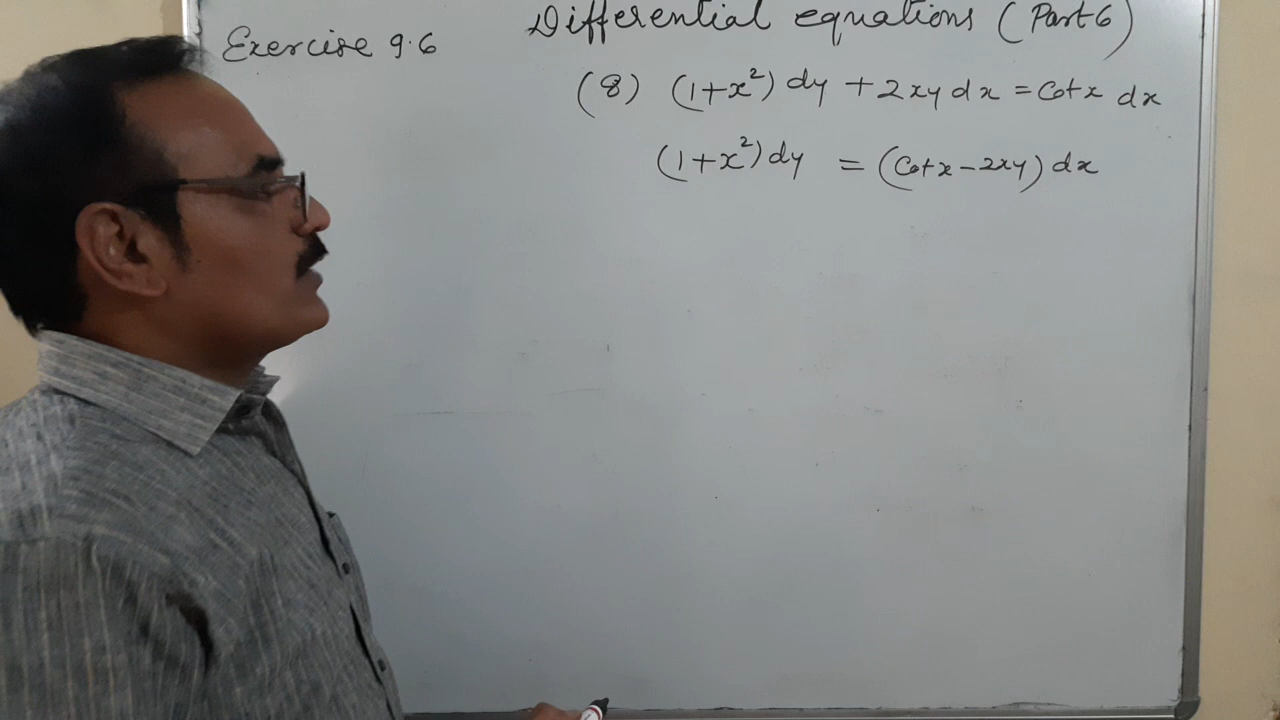 Differential equations (Part 6)
Exercise 9.6
(8) (1+x²) dy + 2xy dx = Cot x dx
(1+x²) dy = (Cot x - 2xy) dx